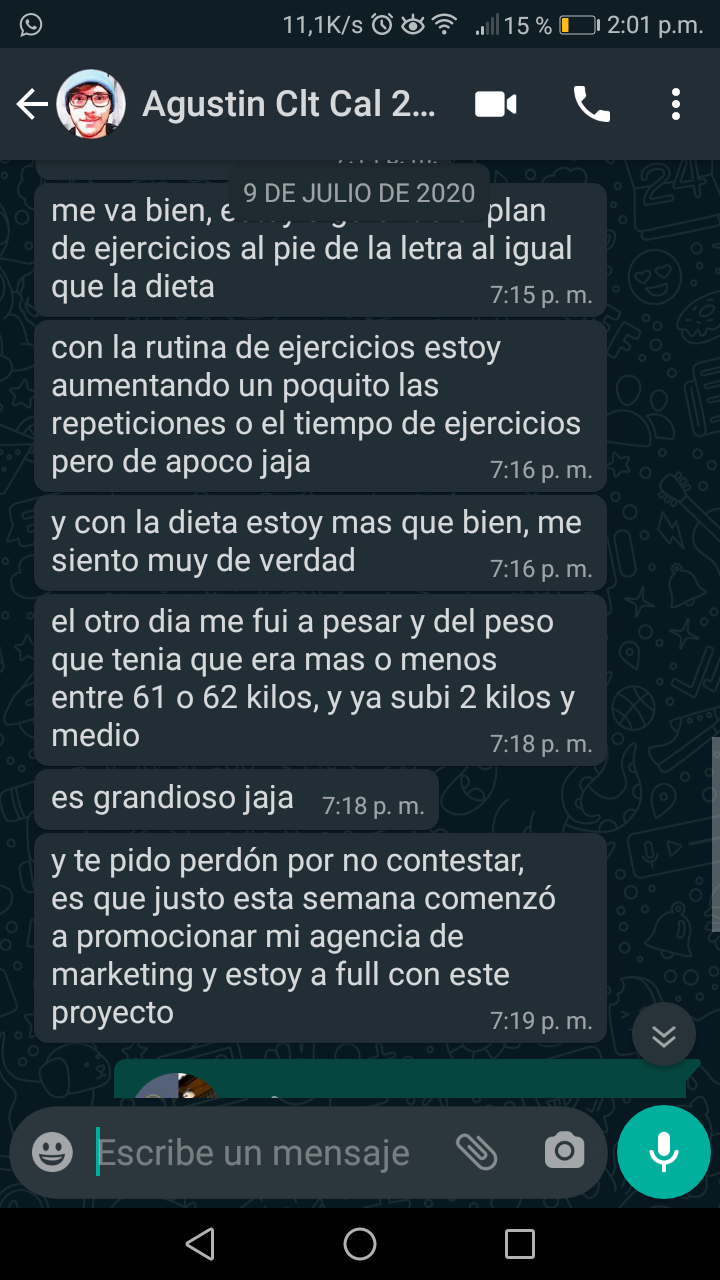 11,1K/s 15 % 2:01 p.m.
Agustin Clt Cal 2...
9 DE JULIO DE 2020
me va bien, plan
de ejercicios al pie de la letra al igual
que la dieta
7:15 p. m.
con la rutina de ejercicios estoy
aumentando un poquito las
repeticiones o el tiempo de ejercicios
pero de apoco jaja
7:16 p. m.
y con la dieta estoy mas que bien, me
siento muy de verdad
7:16 p. m.
el otro dia me fui a pesar y del peso
que tenia que era mas o menos
entre 61 o 62 kilos, y ya subi 2 kilos y
medio
7:18 p. m.
es grandioso jaja
7:18 p. m.
y te pido perdón por no contestar,
es que justo esta semana comenzó
a promocionar mi agencia de
marketing y estoy a full con este
proyecto
7:19 p. m.
Escribe un mensaje